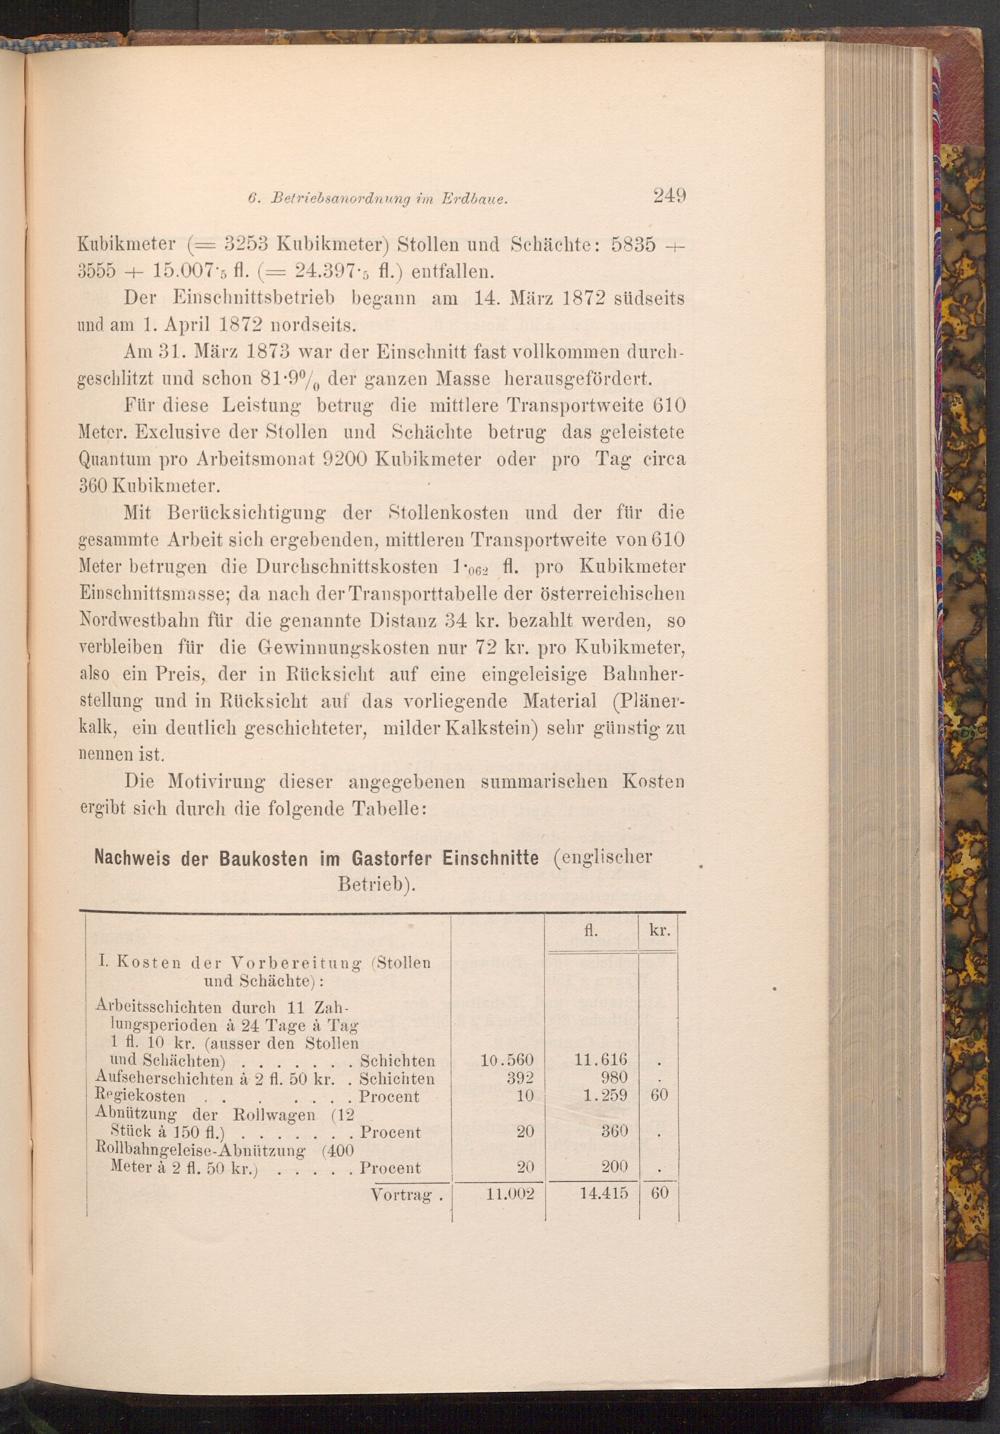 6. Betriebsanordnung im Erdbaue. 249
Kubikmeter (= 3253 Kubikmeter) Stollen und Schächte: 5835 +
3555 + 15.007·5 fl. (= 24.397·5 fl.) entfallen.
Der Einschnittsbetrieb begann am 14. März 1872 südseits
und am 1. April 1872 nordseits.
Am 31. März 1873 war der Einschnitt fast vollkommen durch-
geschlitzt und schon 81·9% der ganzen Masse herausgefördert.
Für diese Leistung betrug die mittlere Transportweite 610
Meter. Exclusive der Stollen und Schächte betrug das geleistete
Quantum pro Arbeitsmonat 9200 Kubikmeter oder pro Tag circa
360 Kubikmeter.
Mit Berücksichtigung der Stollenkosten und der für die
gesammte Arbeit sich ergebenden, mittleren Transportweite von 610
Meter betrugen die Durchschnittskosten 1·062 fl. pro Kubikmeter
Einschnittsmasse; da nach der Transporttabelle der österreichischen
Nordwestbahn für die genannte Distanz 34 kr. bezahlt werden, so
verbleiben für die Gewinnungskosten nur 72 kr. pro Kubikmeter,
also ein Preis, der in Rücksicht auf eine eingeleisige Bahnher-
stellung und in Rücksicht auf das vorliegende Material (Pläner-
kalk, ein deutlich geschichteter, milder Kalkstein) sehr günstig zu
nennen ist.
Die Motivirung dieser angegebenen summarischen Kosten
ergibt sich durch die folgende Tabelle:
Nachweis der Baukosten im Gastorfer Einschnitte (englischer
Betrieb).
fl. kr.
I. Kosten der Vorbereitung (Stollen
und Schächte):
Arbeitsschichten durch 11 Zah-
lungsperioden à 24 Tage à Tag
1 fl. 10 kr. (ausser den Stollen
und Schächten) . . . . . . . Schichten 10.560 11.616 .
Aufseherschichten à 2 fl. 50 kr. . Schichten 392 980 .
Regiekosten . . . . . . . Procent 10 1.259 60
Abnützung der Rollwagen (12
Stück à 150 fl.) . . . . . . . Procent 20 360 .
Rollbahngeleise-Abnützung (400
Meter à 2 fl. 50 kr.) . . . . . Procent 20 200 .
Vortrag . 11.002 14.415 60